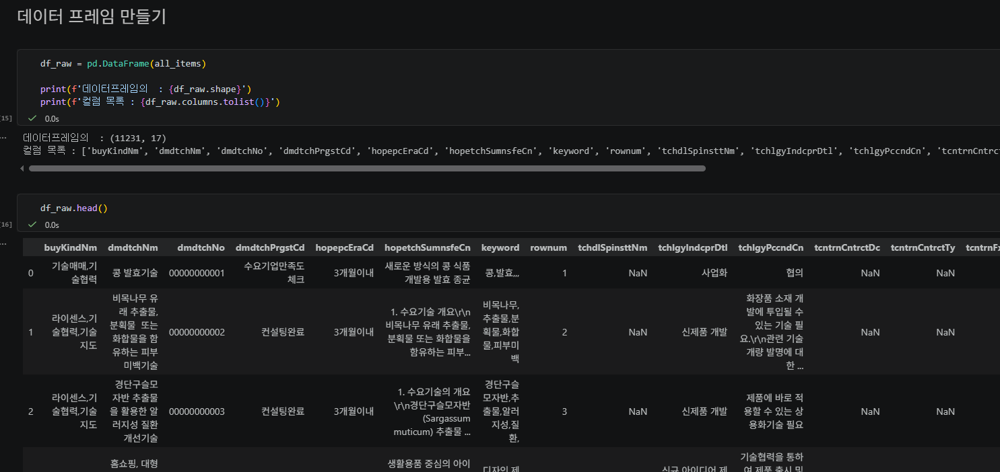 데이터 프레임 만들기
df_raw = pd.DataFrame(all_items)
print(f'데이터프레임의  : {df_raw.shape}')
print(f'컬럼 목록 : {df_raw.columns.tolist()}')
15]
0.0s
데이터프레임의  : (11231, 17)
컬럼 목록 : ['buyKindNm', 'dmdtchNm', 'dmdtchNo', 'dmdtchPrgstCd', 'hopepcEraCd', 'hopetchSumnsfeCn', 'keyword', 'rownum', 'tchdlSpinsttNm', 'tchlgyIndcprDtl', 'tchlgyPccndCn', 'tcntrnCntrct
df_raw.head()
16]
0.0s
buyKindNm dmdtchNm dmdtchNo dmdtchPrgstCd hopepcEraCd hopetchSumnsfeCn keyword rownum tchdlSpinsttNm tchlgyIndcprDtl tchlgyPccndCn tcntrnCntrctDc tcntrnCntrctTy tcntrnFx
0
기술매매,기
술협력
콩 발효기술
00000000001
수요기업만족도
체크
3개월이내
새로운 방식의 콩 식품
개발용 발효 종균
콩,발효,,,
1
NaN
사업화
협의
NaN
NaN
1
라이센스,기
술협력,기술
지도
비목나무 유
래 추출물,
분획물  또는
화합물을 함
유하는 피부
미백기술
00000000002
컨설팅완료
3개월이내
1. 수요기술 개요\r\n
비목나무 유래 추출물,
분획물 또는 화합물을
함유하는 피부...
비목나무,
추출물,분
획물,화합
물,피부미
백
2
NaN
신제품 개발
화장품 소재 개
발에 투입될 수
있는 기술 필
요.\r\n관련 기술
개량 발명에 대
한 ...
NaN
NaN
2
라이센스,기
술협력,기술
지도
경단구슬모
자반 추출물
을 활용한 알
러지성 질환
개선기술
00000000003
컨설팅완료
3개월이내
1. 수요기술의 개요
\r\n경단구슬모자반
(Sargassum
muticum) 추출물 ...
경단구슬
모자반,추
출물,알러
지성,질
환,
3
NaN
신제품 개발
제품에 바로 적
용할 수 있는 상
용화기술 필요
NaN
NaN
홈쇼핑, 대형
생활용품 중심의 아이
디자인 제
신규 아이디어 제
기술협력을 통하
여 제품 출시 및